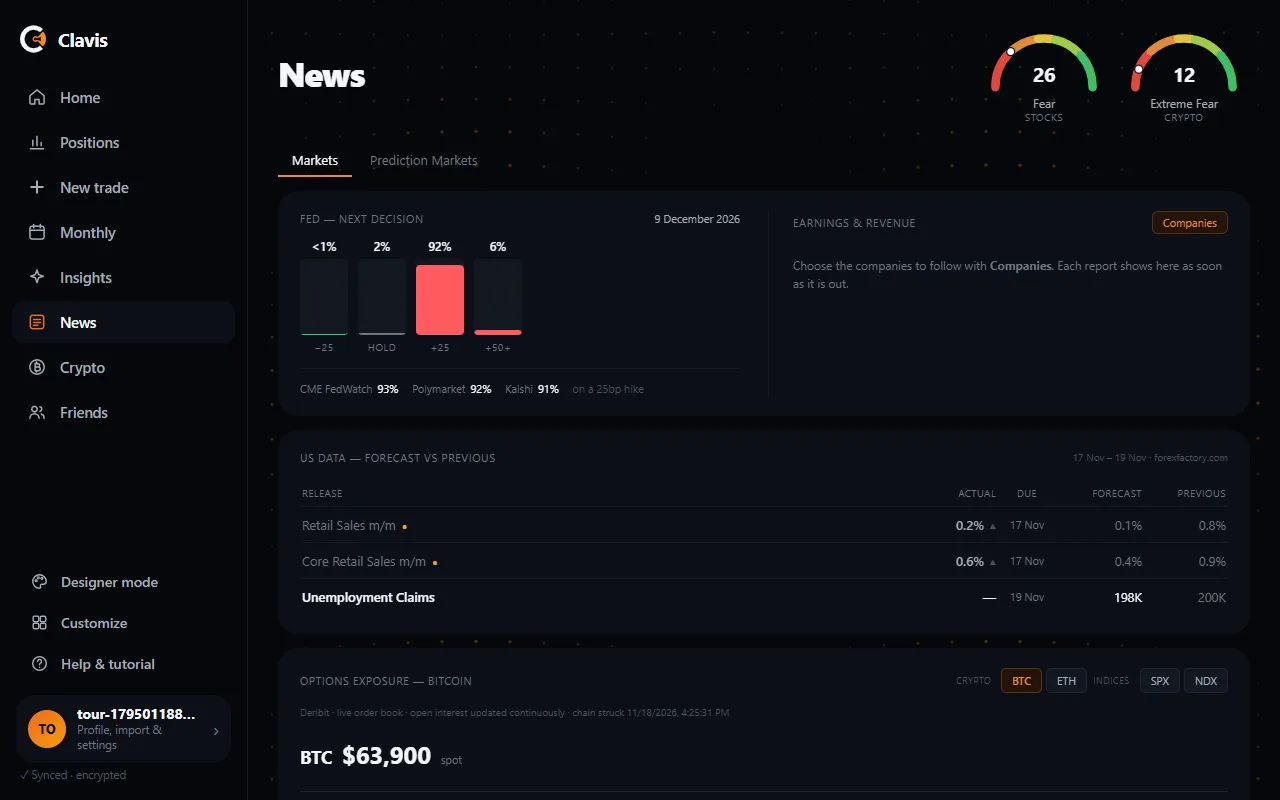 Clavis
Home
Positions
New trade
Monthly
Insights
News
Crypto
Friends
Designer mode
Customize
Help & tutorial
TO
tour-179501188...
Profile, import &
settings
✓ Synced · encrypted
News
26
Fear
STOCKS
12
Extreme Fear
CRYPTO
Markets
Prediction Markets
FED — NEXT DECISION
9 December 2026
<1% 2% 92% 6%
−25 HOLD +25 +50+
CME FedWatch 93% Polymarket 92% Kalshi 91% on a 25bp hike
EARNINGS & REVENUE
Companies
Choose the companies to follow with Companies. Each report shows here as soon
as it is out.
US DATA — FORECAST VS PREVIOUS
17 Nov – 19 Nov · forexfactory.com
RELEASE ACTUAL DUE FORECAST PREVIOUS
Retail Sales m/m 0.2% ▲ 17 Nov 0.1% 0.8%
Core Retail Sales m/m 0.6% ▲ 17 Nov 0.4% 0.9%
Unemployment Claims — 19 Nov 198K 200K
OPTIONS EXPOSURE — BITCOIN
CRYPTO BTC ETH INDICES SPX NDX
Deribit · live order book · open interest updated continuously · chain struck 11/18/2026, 4:25:31 PM
BTC $63,900 spot